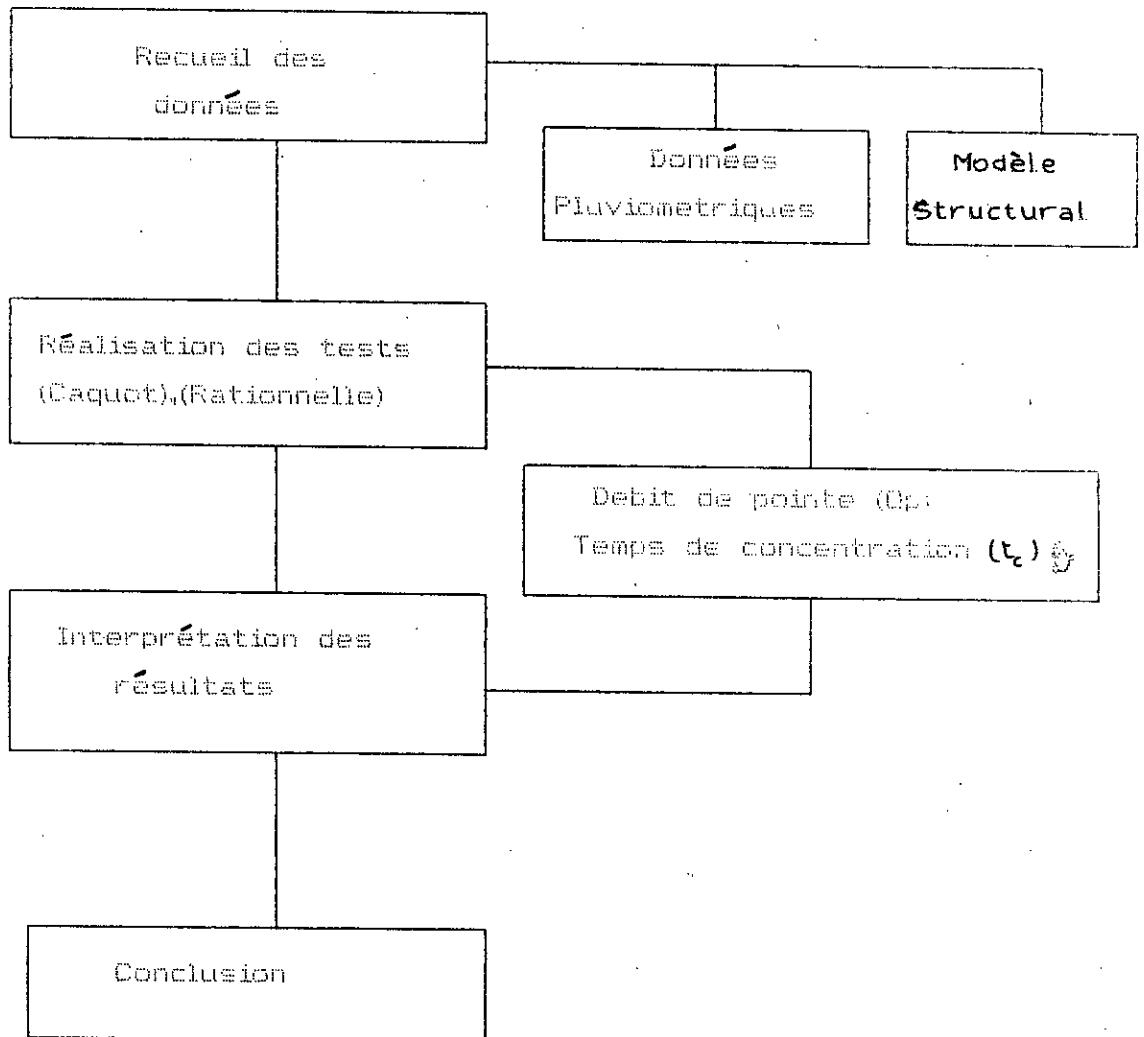 Recueil des
données
Données
Pluviometriques
Modèle
Structural
Réalisation des tests
(Caquot),(Rationnelle)
Debit de pointe (Qp)
Temps de concentration (tc)
Interprétation des
résultats
Conclusion